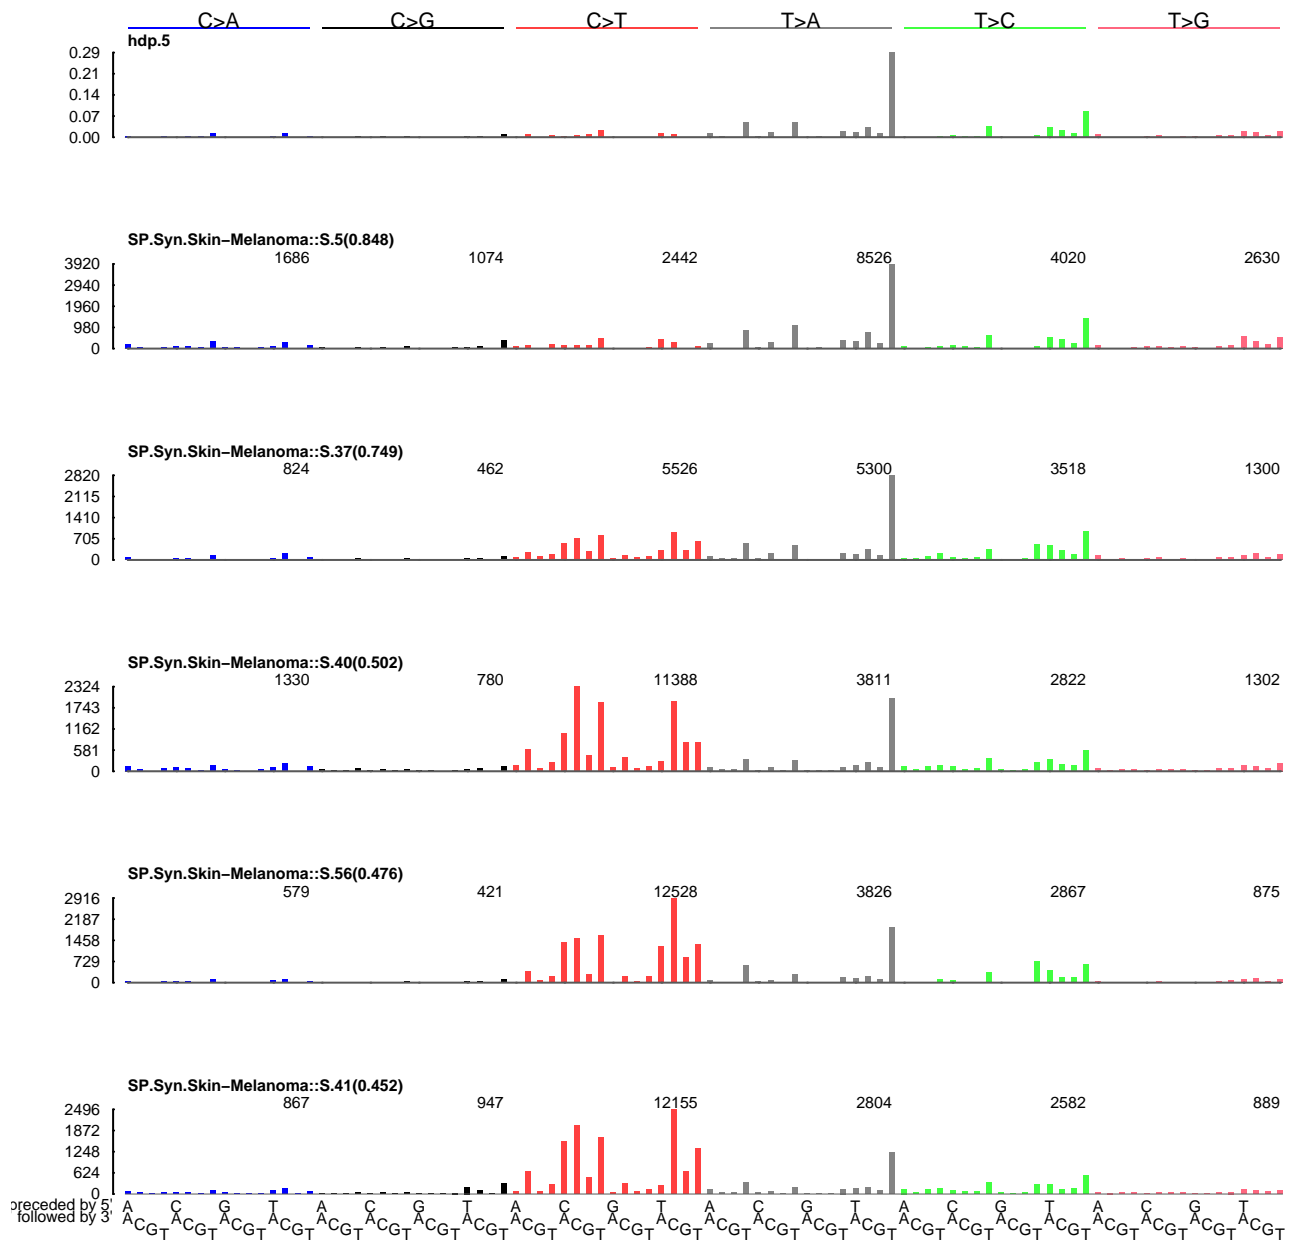 C>A C>G C>T T>A T>C T>G
hdp.5
0.29
0.21
0.14
0.07
0.00
SP.Syn.Skin−Melanoma::S.5(0.848)
1686 1074 2442 8526 4020 2630
3920
2940
1960
980
0
SP.Syn.Skin−Melanoma::S.37(0.749)
824 462 5526 5300 3518 1300
2820
2115
1410
705
0
SP.Syn.Skin−Melanoma::S.40(0.502)
1330 780 11388 3811 2822 1302
2324
1743
1162
581
0
SP.Syn.Skin−Melanoma::S.56(0.476)
579 421 12528 3826 2867 875
2916
2187
1458
729
0
SP.Syn.Skin−Melanoma::S.41(0.452)
867 947 12155 2804 2582 889
2496
1872
1248
624
0
preceded by 5' A C G T A C G T A C G T A C G T A C G T A C G T
followed by 3' A C G T A C G T A C G T A C G T A C G T A C G T A C G T A C G T A C G T A C G T A C G T A C G T A C G T A C G T A C G T A C G T A C G T A C G T A C G T A C G T A C G T A C G T A C G T A C G T